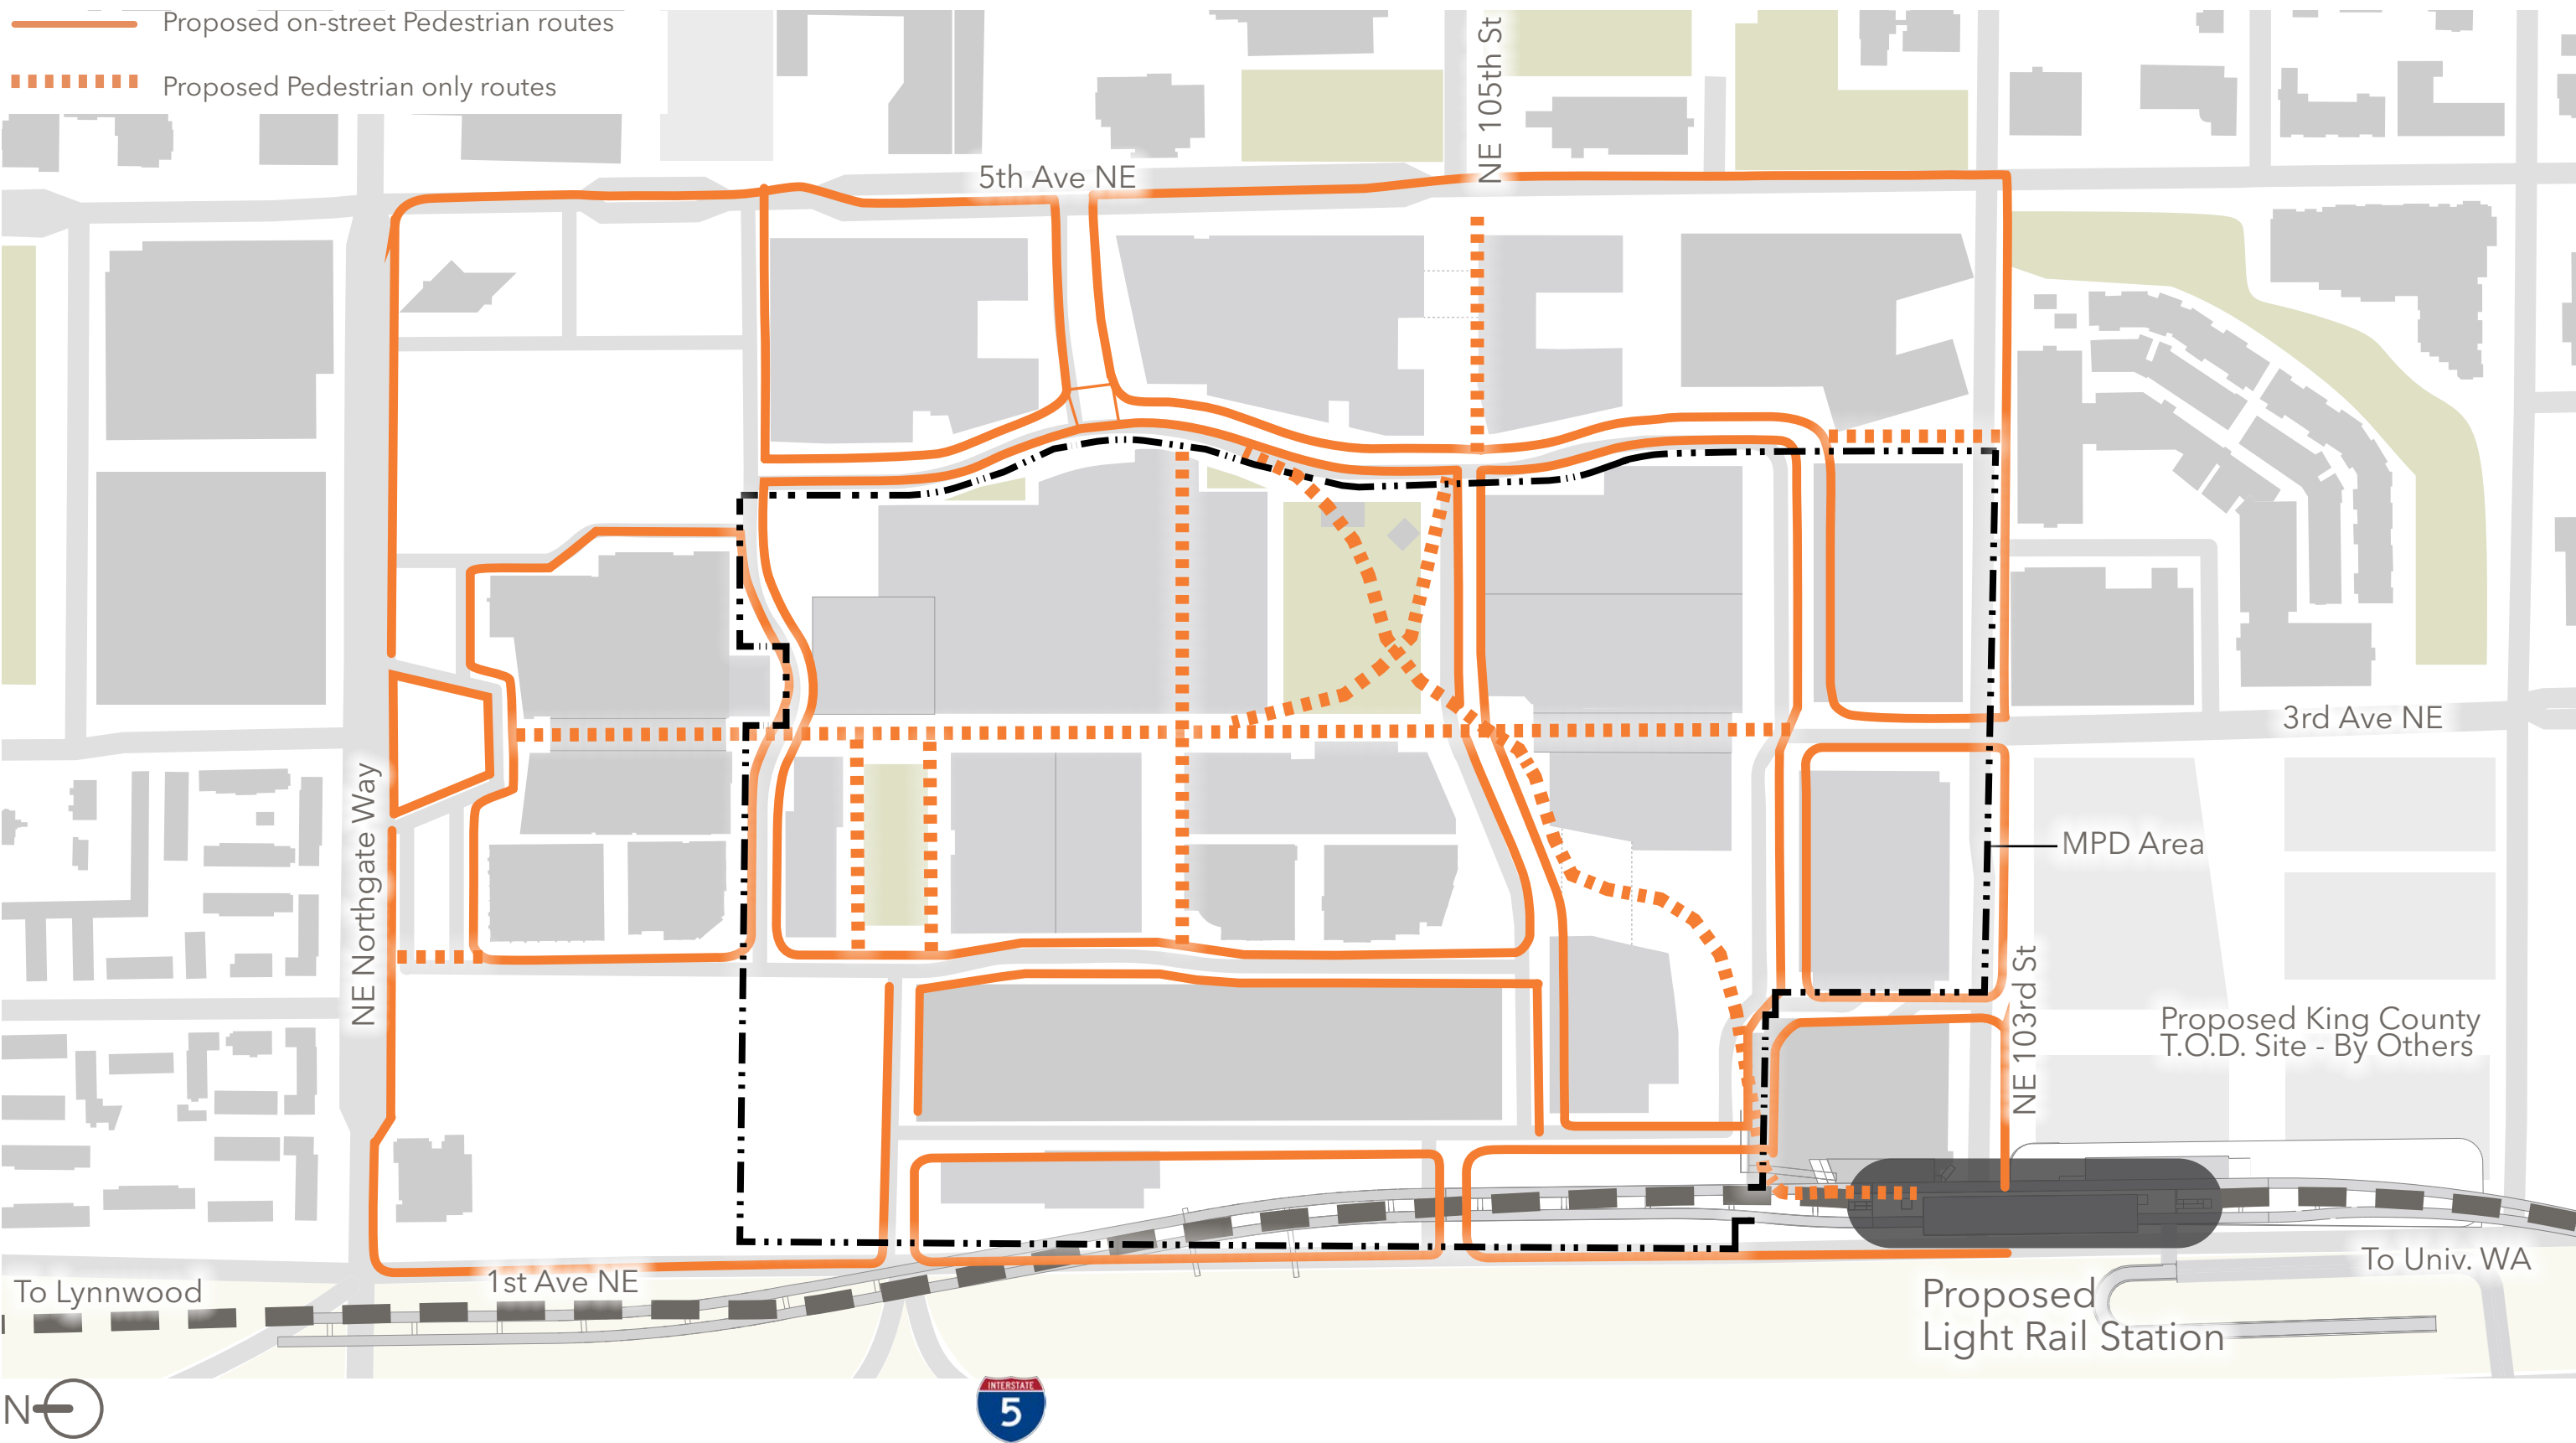 Proposed on-street Pedestrian routes
Proposed Pedestrian only routes
NE 105th St
5th Ave NE
3rd Ave NE
NE Northgate Way
MPD Area
NE 103rd St
Proposed King County
T.O.D. Site - By Others
To Lynnwood
1st Ave NE
To Univ. WA
Proposed
Light Rail Station
N
INTERSTATE
5